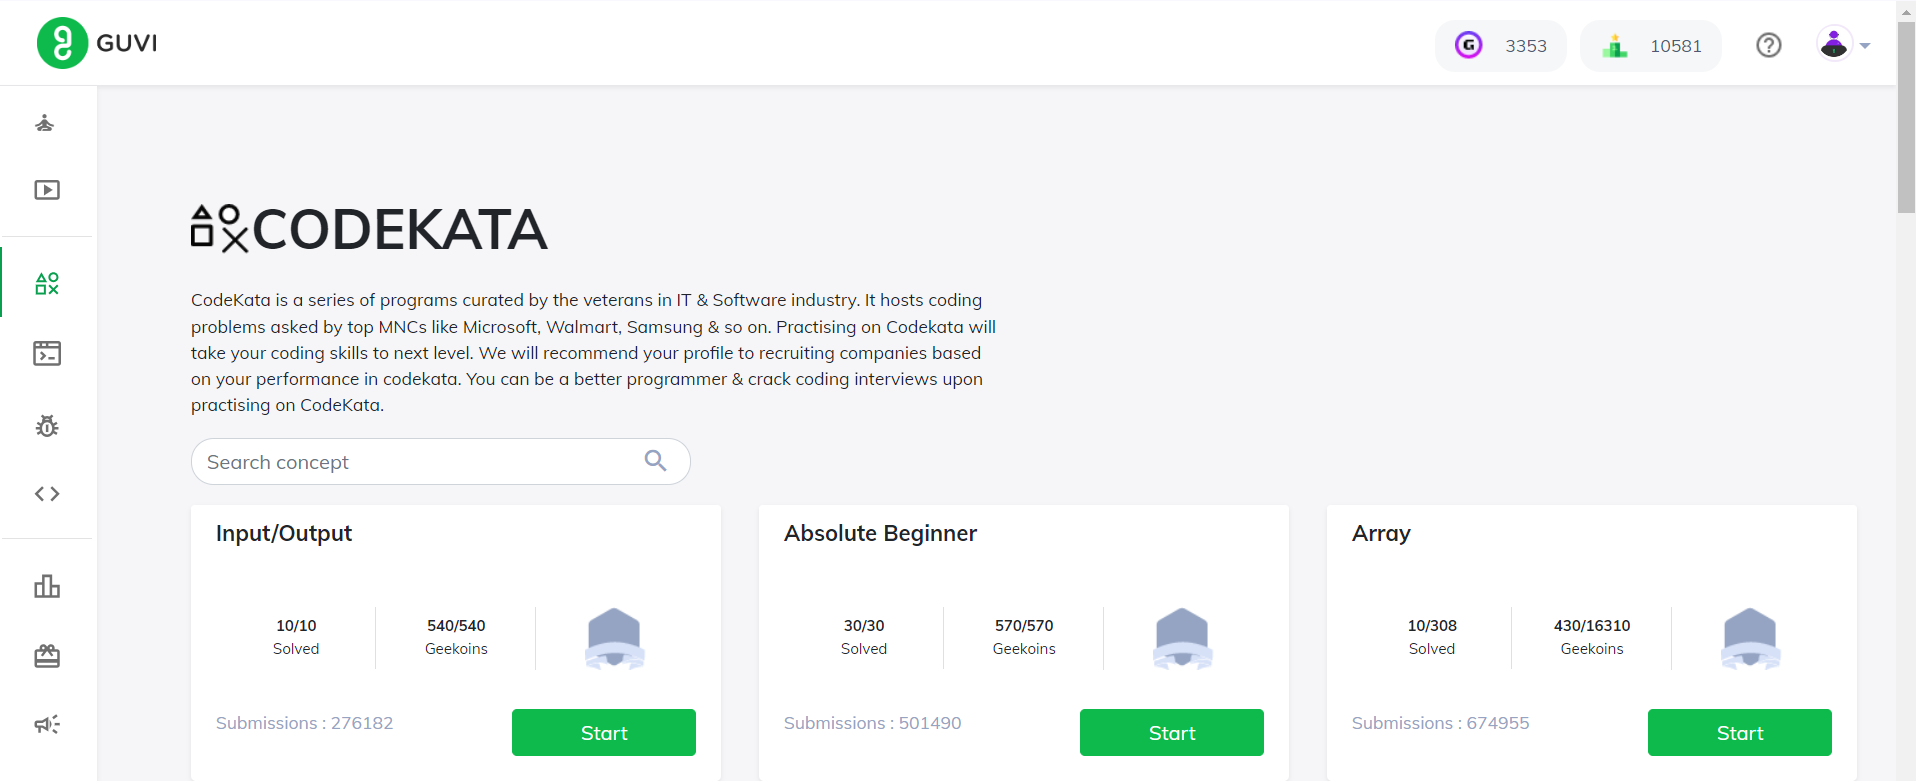 GUVI
3353
10581
CODEKATA
CodeKata is a series of programs curated by the veterans in IT & Software industry. It hosts coding
problems asked by top MNCs like Microsoft, Walmart, Samsung & so on. Practising on Codekata will
take your coding skills to next level. We will recommend your profile to recruiting companies based
on your performance in codekata. You can be a better programmer & crack coding interviews upon
practising on CodeKata.
Search concept
Input/Output
10/10
Solved
540/540
Geekoins
Submissions : 276182
Start
Absolute Beginner
30/30
Solved
570/570
Geekoins
Submissions : 501490
Start
Array
10/308
Solved
430/16310
Geekoins
Submissions : 674955
Start